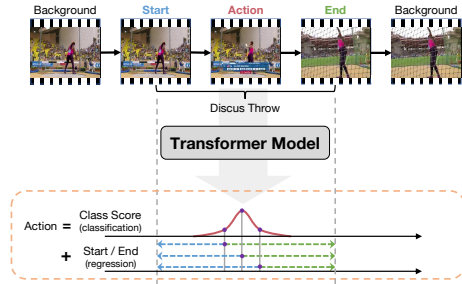 Background Start Action End Background
Discus Throw
Transformer Model
Action = Class Score
(classification)
+ Start / End
(regression)